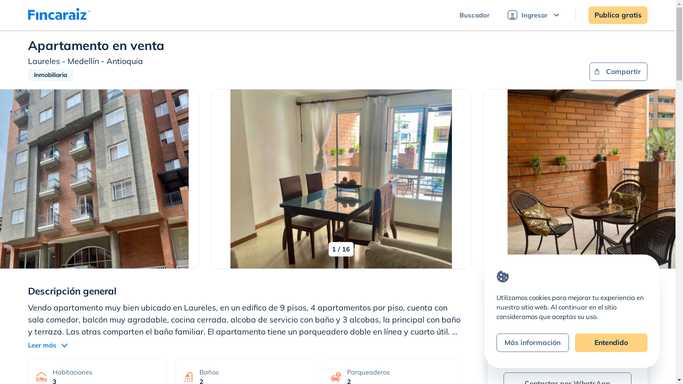 Fincaraiz
Buscador
Ingresar
Publica gratis
Apartamento en venta
Laureles - Medellín - Antioquia
Inmobiliaria
Compartir
1 / 16
Descripción general
Vendo apartamento muy bien ubicado en Laureles, en un edifico de 9 pisos, 4 apartamentos por piso, cuenta con
sala comedor, balcón muy agradable, cocina cerrada, alcoba de servicio con baño y 3 alcobas, la principal con baño
y terraza. Las otras comparten el baño familiar. El apartamento tiene un parqueadero doble en línea y cuarto útil. ...
Leer más
Habitaciones
3
Baños
2
Parqueaderos
2
Utilizamos cookies para mejorar tu experiencia en
nuestro sitio web. Al continuar en el sitio
consideramos que aceptas su uso.
Más información
Entendido
Contactar por WhatsApp